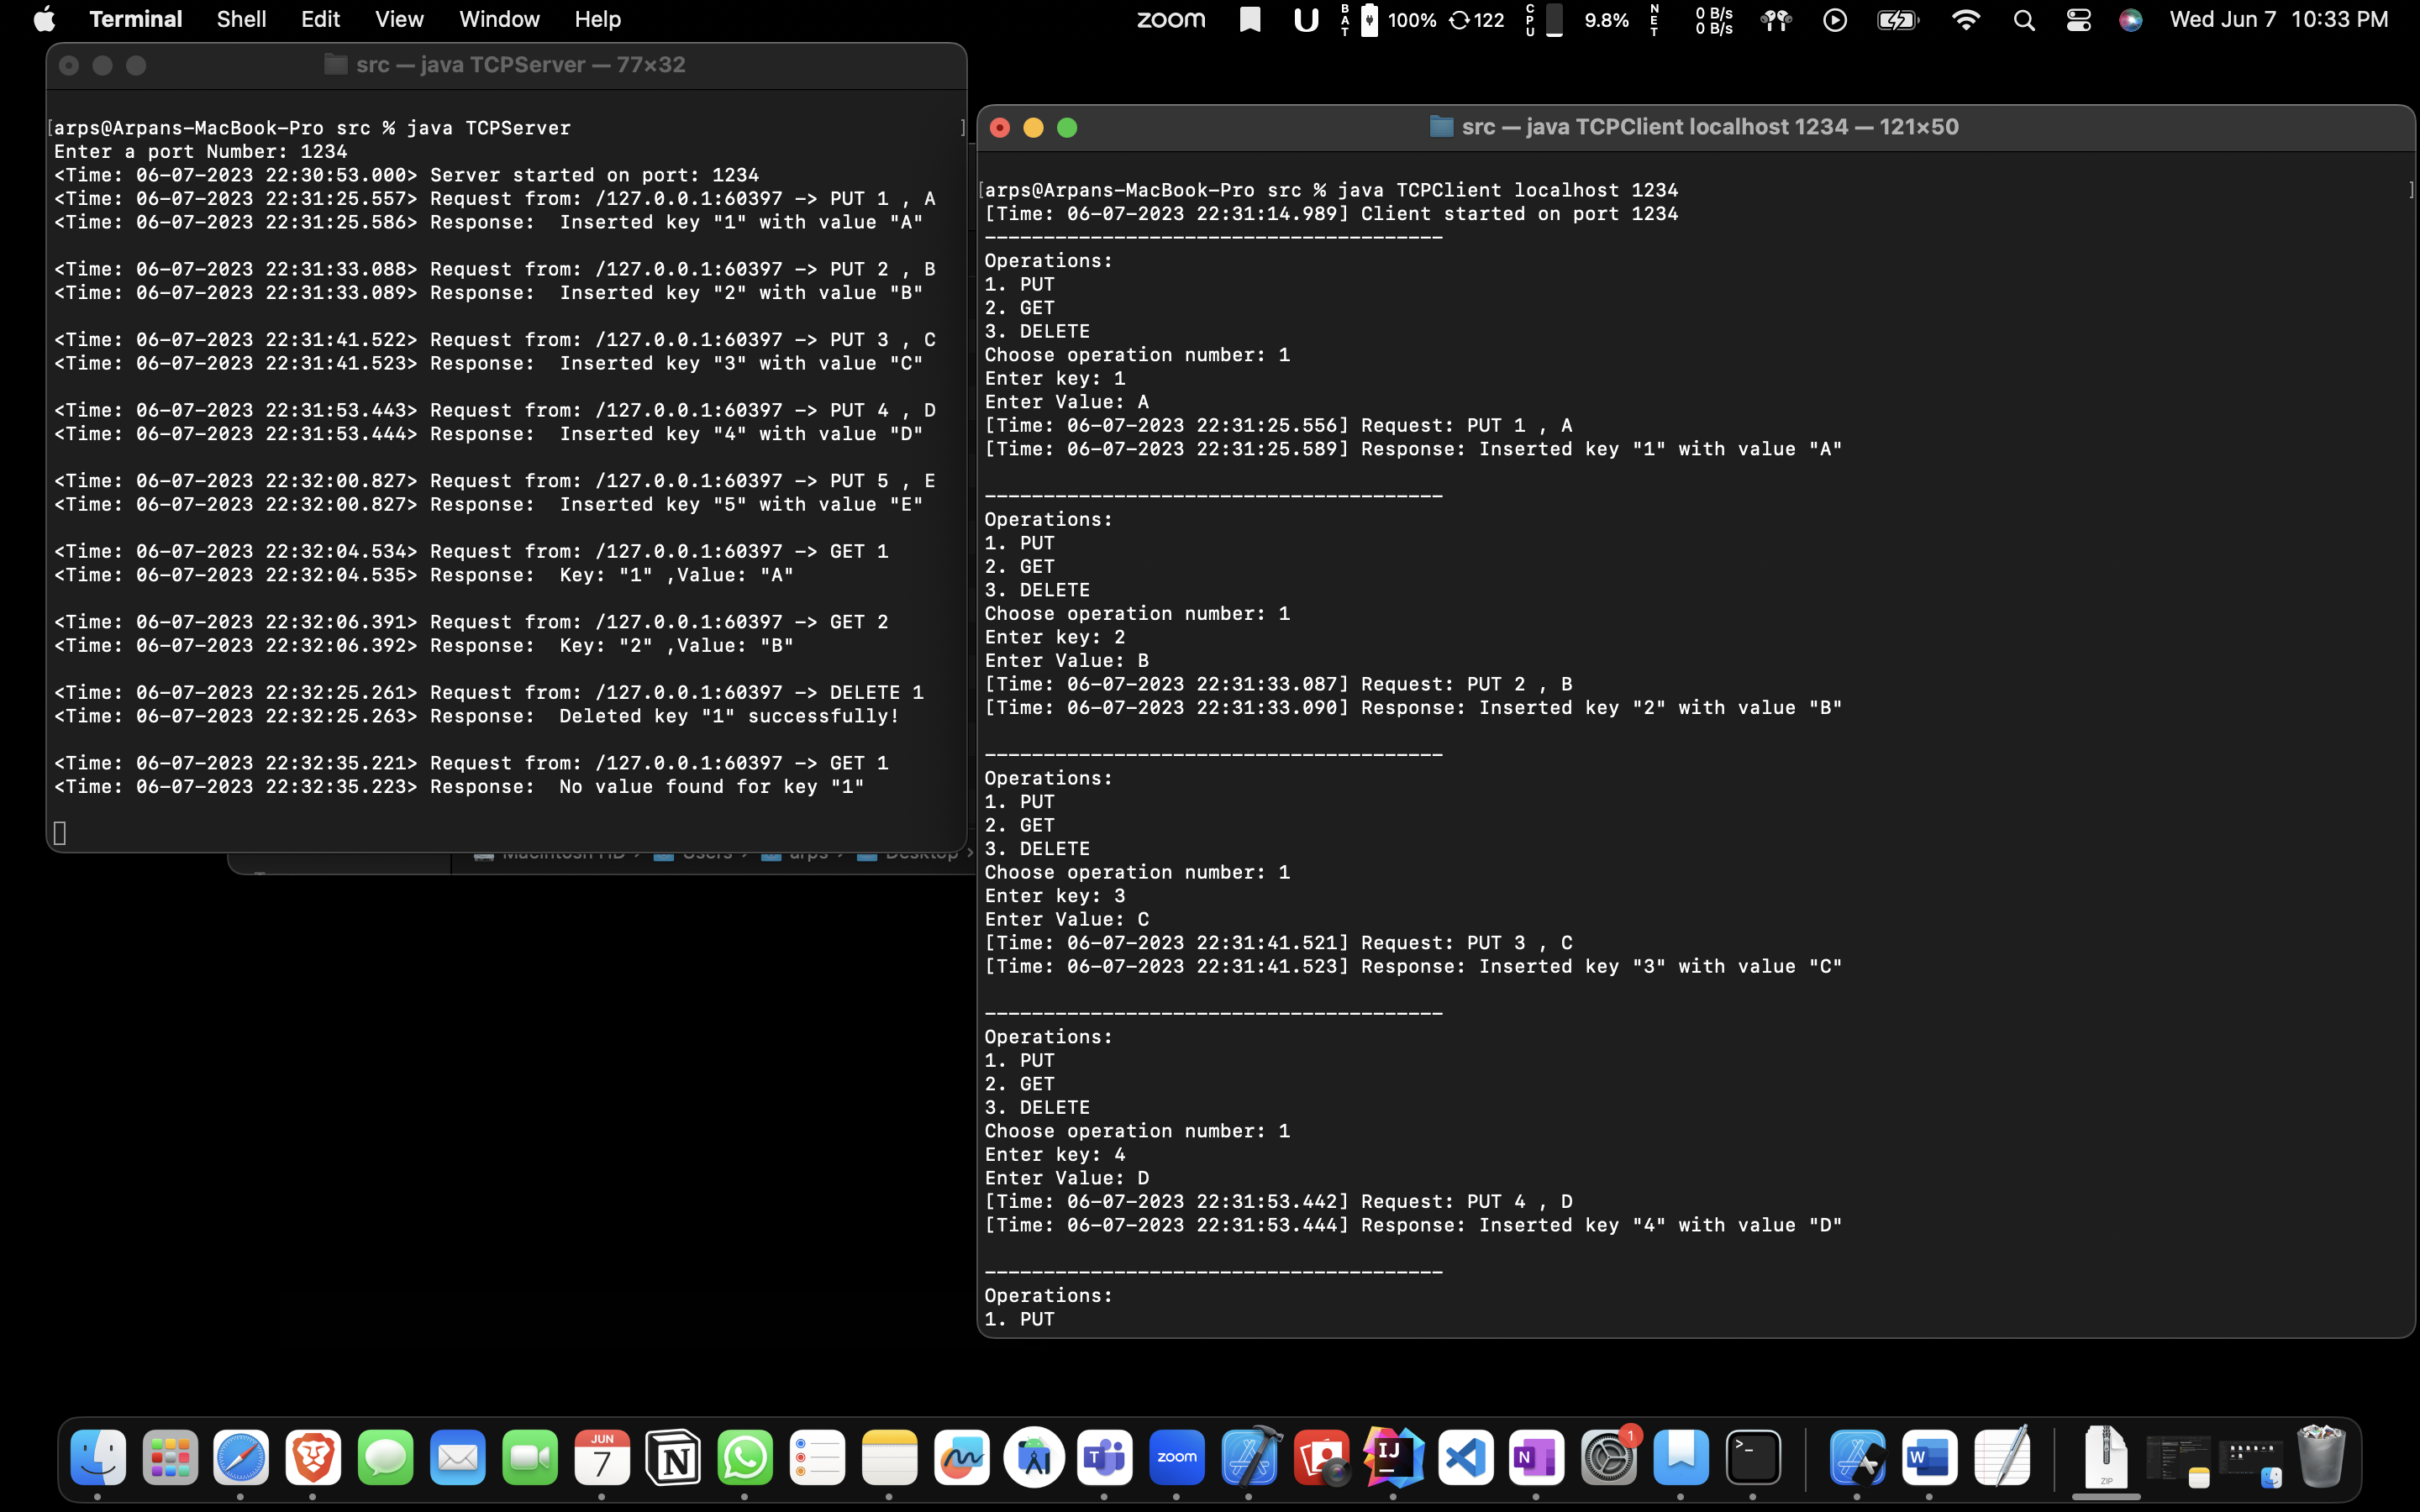 Terminal Shell Edit View Window Help
zoom BAT 100% 122 CPU 9.8% NET 0 B/s 0 B/s Wed Jun 7 10:33 PM
src — java TCPServer — 77×32
[arps@Arpans-MacBook-Pro src % java TCPServer ]
Enter a port Number: 1234
<Time: 06-07-2023 22:30:53.000> Server started on port: 1234
<Time: 06-07-2023 22:31:25.557> Request from: /127.0.0.1:60397 -> PUT 1 , A
<Time: 06-07-2023 22:31:25.586> Response:  Inserted key "1" with value "A"
<Time: 06-07-2023 22:31:33.088> Request from: /127.0.0.1:60397 -> PUT 2 , B
<Time: 06-07-2023 22:31:33.089> Response:  Inserted key "2" with value "B"
<Time: 06-07-2023 22:31:41.522> Request from: /127.0.0.1:60397 -> PUT 3 , C
<Time: 06-07-2023 22:31:41.523> Response:  Inserted key "3" with value "C"
<Time: 06-07-2023 22:31:53.443> Request from: /127.0.0.1:60397 -> PUT 4 , D
<Time: 06-07-2023 22:31:53.444> Response:  Inserted key "4" with value "D"
<Time: 06-07-2023 22:32:00.827> Request from: /127.0.0.1:60397 -> PUT 5 , E
<Time: 06-07-2023 22:32:00.827> Response:  Inserted key "5" with value "E"
<Time: 06-07-2023 22:32:04.534> Request from: /127.0.0.1:60397 -> GET 1
<Time: 06-07-2023 22:32:04.535> Response:  Key: "1" ,Value: "A"
<Time: 06-07-2023 22:32:06.391> Request from: /127.0.0.1:60397 -> GET 2
<Time: 06-07-2023 22:32:06.392> Response:  Key: "2" ,Value: "B"
<Time: 06-07-2023 22:32:25.261> Request from: /127.0.0.1:60397 -> DELETE 1
<Time: 06-07-2023 22:32:25.263> Response:  Deleted key "1" successfully!
<Time: 06-07-2023 22:32:35.221> Request from: /127.0.0.1:60397 -> GET 1
<Time: 06-07-2023 22:32:35.223> Response:  No value found for key "1"
Macintosh HD › Users › arps › Desktop ›
src — java TCPClient localhost 1234 — 121×50
[arps@Arpans-MacBook-Pro src % java TCPClient localhost 1234 ]
[Time: 06-07-2023 22:31:14.989] Client started on port 1234
---------------------------------------
Operations:
1. PUT
2. GET
3. DELETE
Choose operation number: 1
Enter key: 1
Enter Value: A
[Time: 06-07-2023 22:31:25.556] Request: PUT 1 , A
[Time: 06-07-2023 22:31:25.589] Response: Inserted key "1" with value "A"
---------------------------------------
Operations:
1. PUT
2. GET
3. DELETE
Choose operation number: 1
Enter key: 2
Enter Value: B
[Time: 06-07-2023 22:31:33.087] Request: PUT 2 , B
[Time: 06-07-2023 22:31:33.090] Response: Inserted key "2" with value "B"
---------------------------------------
Operations:
1. PUT
2. GET
3. DELETE
Choose operation number: 1
Enter key: 3
Enter Value: C
[Time: 06-07-2023 22:31:41.521] Request: PUT 3 , C
[Time: 06-07-2023 22:31:41.523] Response: Inserted key "3" with value "C"
---------------------------------------
Operations:
1. PUT
2. GET
3. DELETE
Choose operation number: 1
Enter key: 4
Enter Value: D
[Time: 06-07-2023 22:31:53.442] Request: PUT 4 , D
[Time: 06-07-2023 22:31:53.444] Response: Inserted key "4" with value "D"
---------------------------------------
Operations:
1. PUT
JUN
7
zoom
IJ
1
ZIP